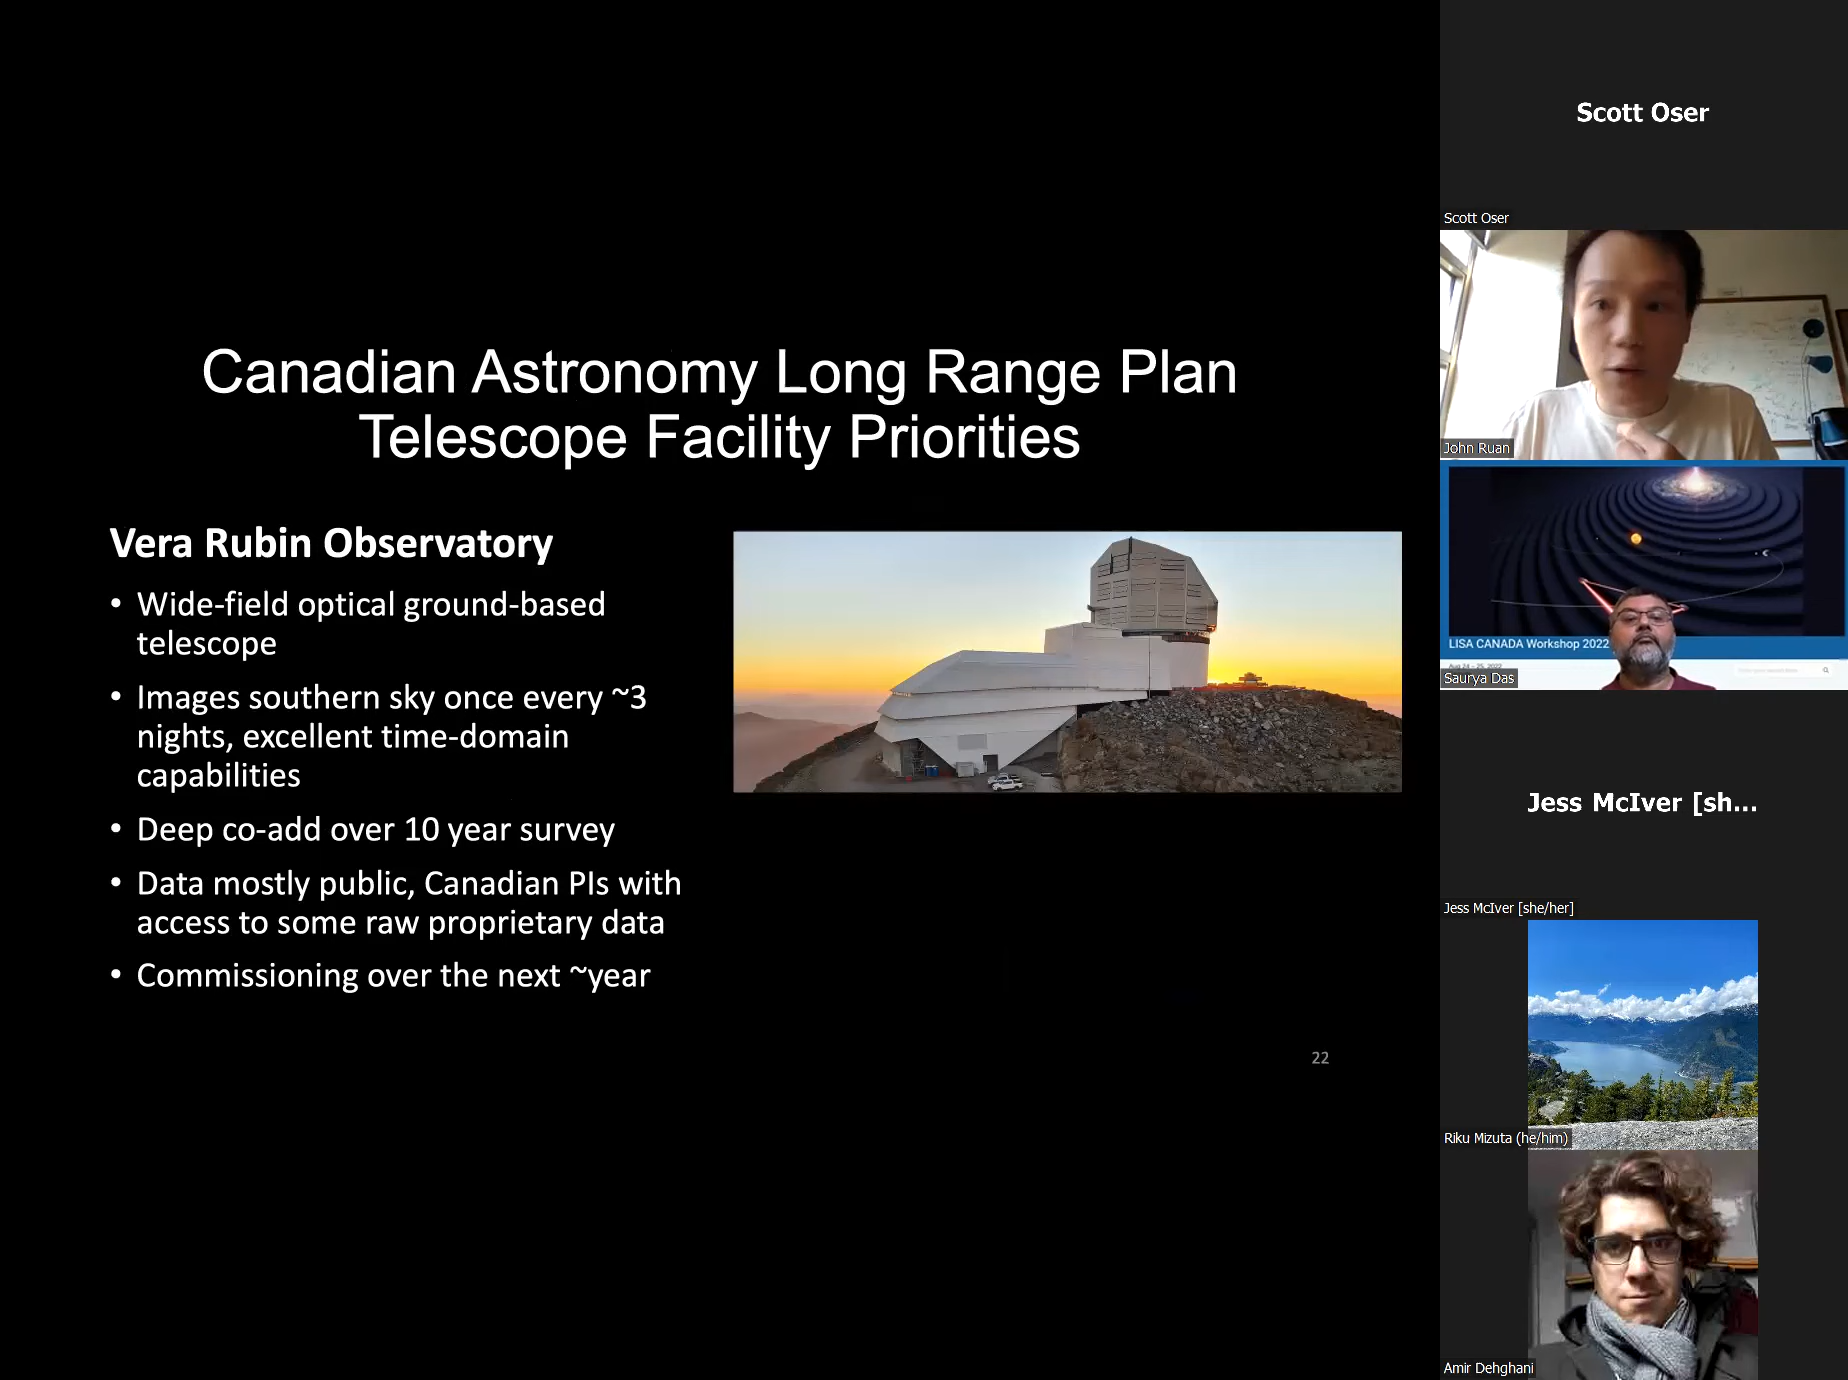 Canadian Astronomy Long Range Plan
Telescope Facility Priorities
Vera Rubin Observatory
• Wide-field optical ground-based
telescope
• Images southern sky once every ~3
nights, excellent time-domain
capabilities
• Deep co-add over 10 year survey
• Data mostly public, Canadian PIs with
access to some raw proprietary data
• Commissioning over the next ~year
22
Scott Oser
Scott Oser
John Ruan
LISA CANADA Workshop 2022
Aug 24 – 25, 2022
Saurya Das
Jess McIver [sh...
Jess McIver [she/her]
Riku Mizuta (he/him)
Amir Dehghani